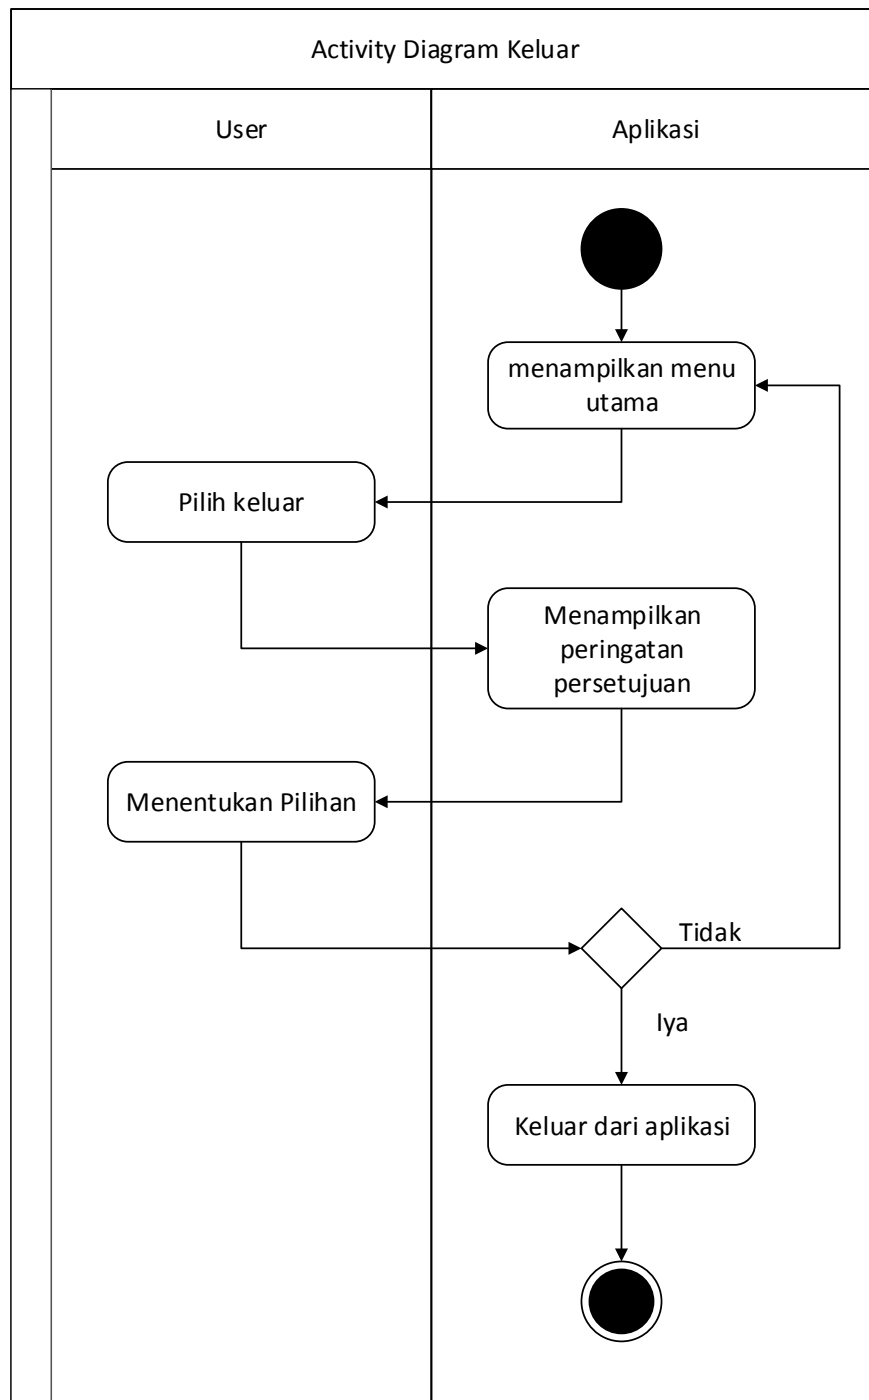 Activity Diagram Keluar
User
Aplikasi
menampilkan menu
utama
Pilih keluar
Menampilkan
peringatan
persetujuan
Menentukan Pilihan
Tidak
Iya
Keluar dari aplikasi